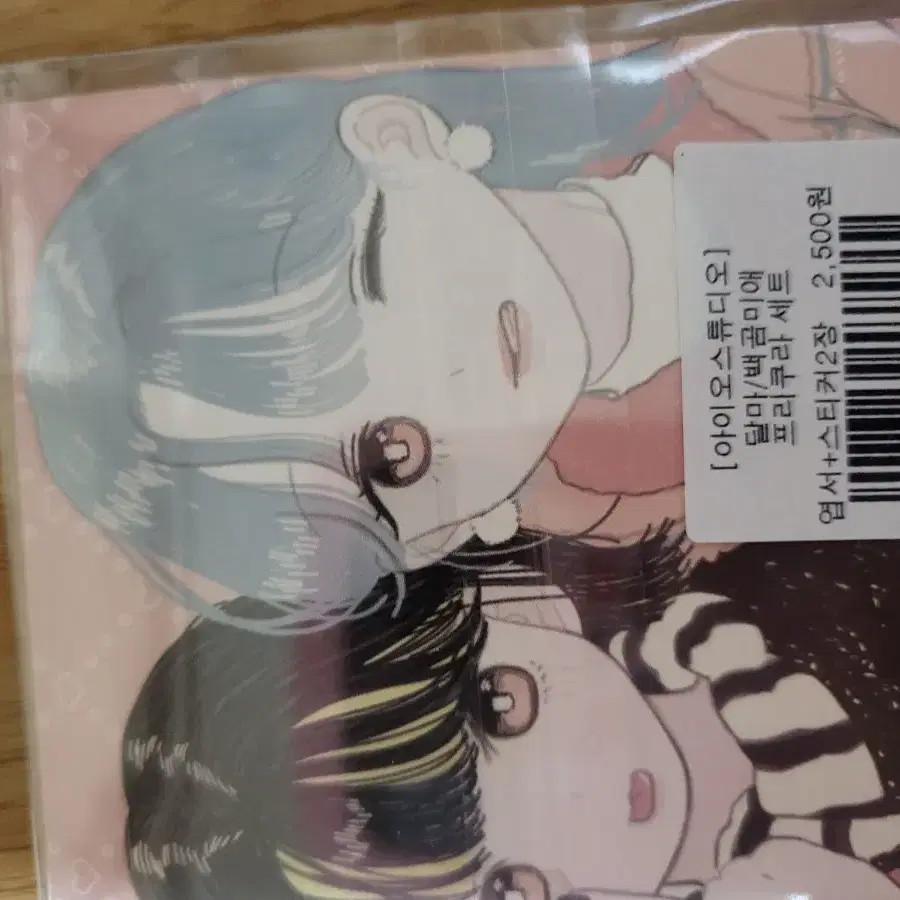 [아이오스튜디오]
달마/백곰미애
프리쿠라 세트
엽서+스티커2장 2,500원